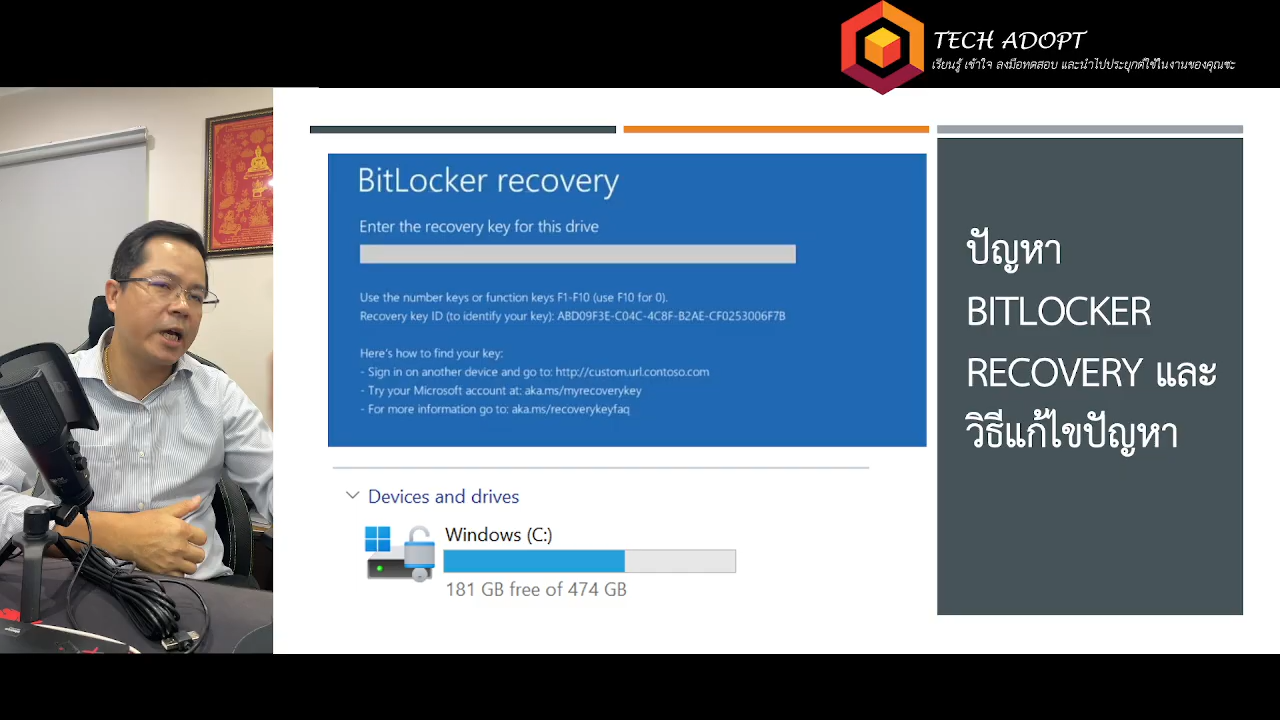 TECH ADOPT
เรียนรู้ เข้าใจ ลงมือทดสอบ และนำไปประยุกต์ใช้ในงานของคุณซะ
BitLocker recovery
Enter the recovery key for this drive
Use the number keys or function keys F1-F10 (use F10 for 0).
Recovery key ID (to identify your key): ABD09F3E-C04C-4C8F-B2AE-CF0253006F7B
Here's how to find your key:
- Sign in on another device and go to: http://custom.url.contoso.com
- Try your Microsoft account at: aka.ms/myrecoverykey
- For more information go to: aka.ms/recoverykeyfaq
Devices and drives
Windows (C:)
181 GB free of 474 GB
ปัญหา
BITLOCKER
RECOVERY และ
วิธีแก้ไขปัญหา